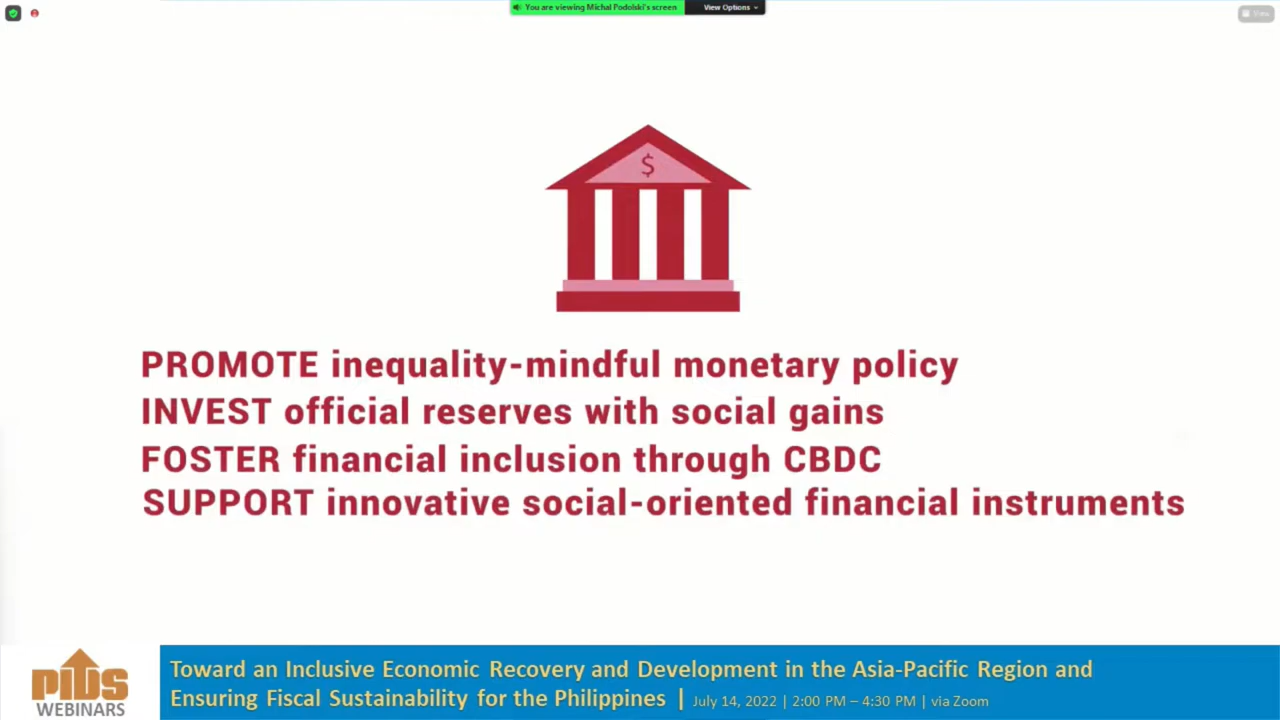 You are viewing Michal Podolski's screen View Options
View
$
PROMOTE inequality-mindful monetary policy
INVEST official reserves with social gains
FOSTER financial inclusion through CBDC
SUPPORT innovative social-oriented financial instruments
PIDS
WEBINARS
Toward an Inclusive Economic Recovery and Development in the Asia-Pacific Region and
Ensuring Fiscal Sustainability for the Philippines | July 14, 2022 | 2:00 PM – 4:30 PM | via Zoom